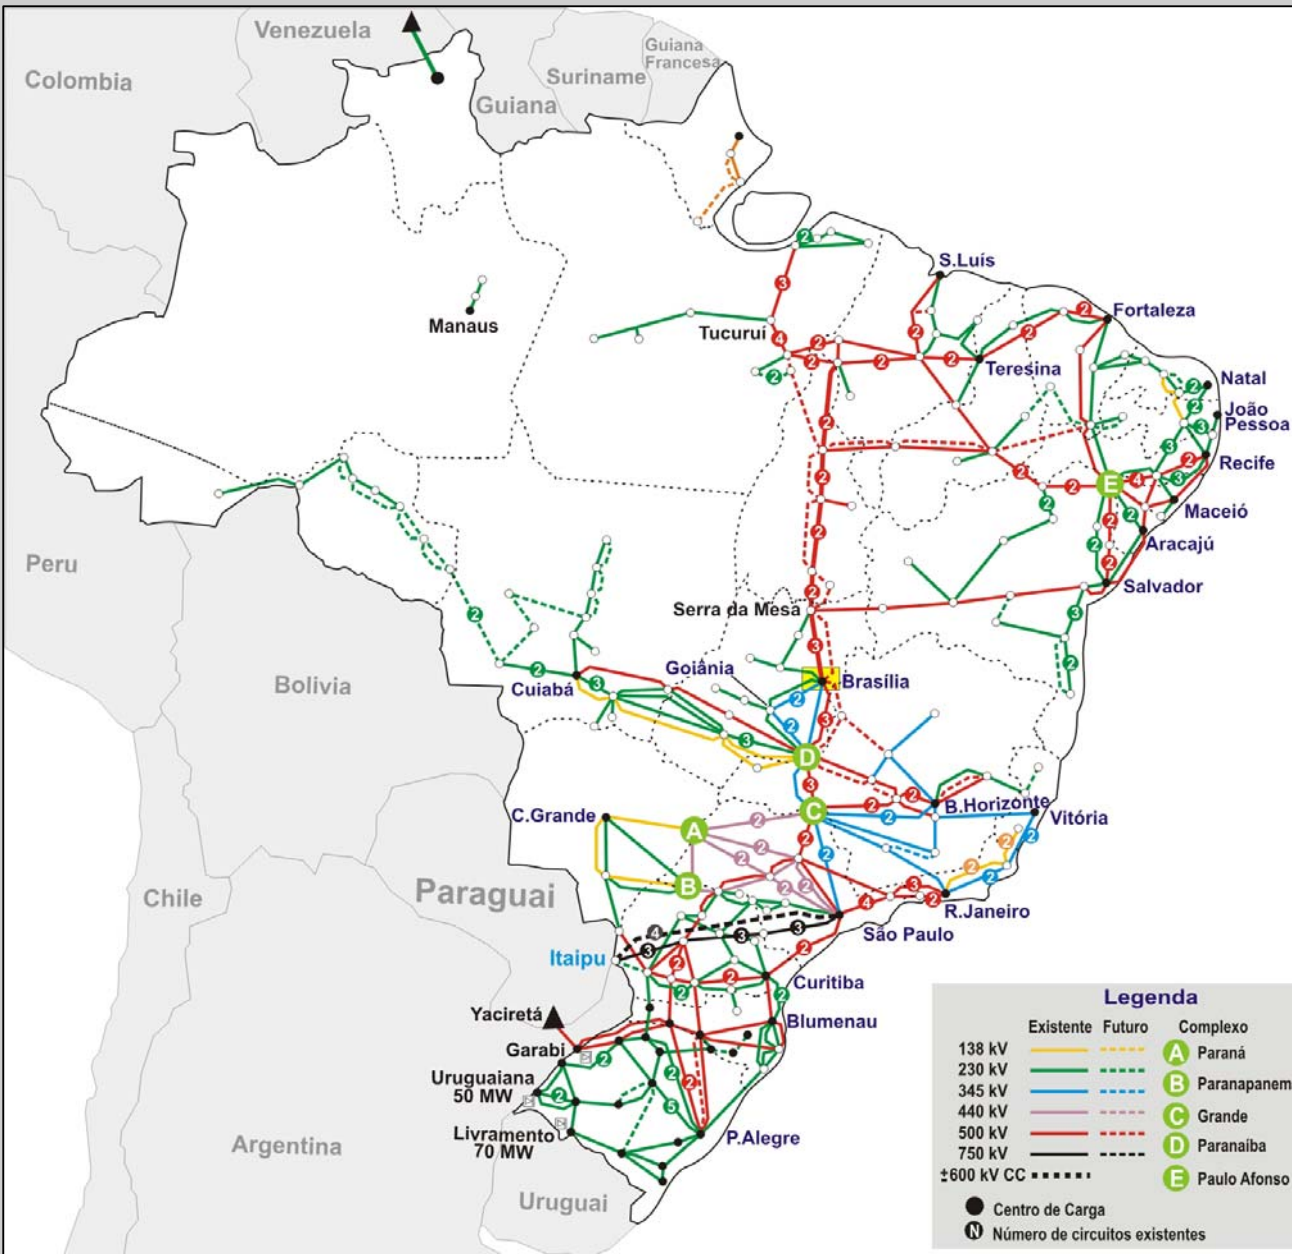 Venezuela
Colombia
Guiana
Francesa
Suriname
Guiana
S.Luís
Manaus
Tucuruí
Fortaleza
Teresina
Natal
João
Pessoa
Recife
E
Maceió
Aracajú
Peru
Salvador
Serra da Mesa
Goiânia
Brasília
Bolivia
Cuiabá
D
C.Grande
A
C
B.Horizonte
Vitória
B
Paraguai
Chile
R.Janeiro
São Paulo
Itaipu
Curitiba
Yaciretá
Blumenau
Garabi
Uruguaiana
50 MW
Livramento
70 MW
P.Alegre
Argentina
Uruguai
Legenda
Existente Futuro Complexo
138 kV A Paraná
230 kV B Paranapanem
345 kV C Grande
440 kV
500 kV D Paranaíba
750 kV
±600 kV CC E Paulo Afonso
Centro de Carga
N Número de circuitos existentes